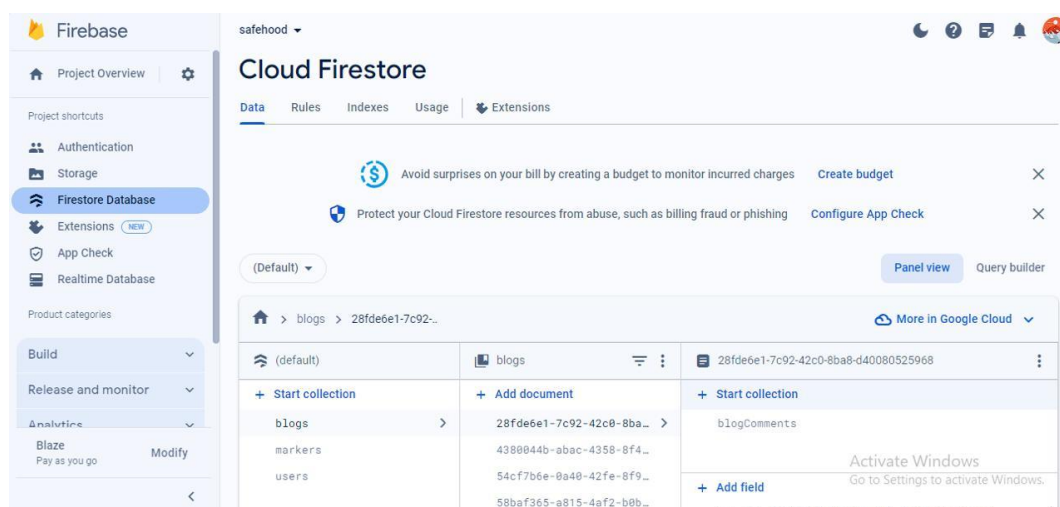 Firebase
safehood
Project Overview
Cloud Firestore
Data Rules Indexes Usage Extensions
Project shortcuts
Authentication
Storage
Firestore Database
Extensions NEW
App Check
Realtime Database
Product categories
Build
Release and monitor
Analytics
Blaze
Pay as you go
Modify
Avoid surprises on your bill by creating a budget to monitor incurred charges Create budget
Protect your Cloud Firestore resources from abuse, such as billing fraud or phishing Configure App Check
(Default)
Panel view Query builder
blogs > 28fde6e1-7c92-..
More in Google Cloud
(default)
+ Start collection
blogs
markers
users
blogs
+ Add document
28fde6e1-7c92-42c0-8ba…
4380044b-abac-4358-8f4…
54cf7b6e-0a40-42fe-8f9…
58baf365-a815-4af2-b0b…
28fde6e1-7c92-42c0-8ba8-d40080525968
+ Start collection
blogComments
+ Add field
Activate Windows
Go to Settings to activate Windows.